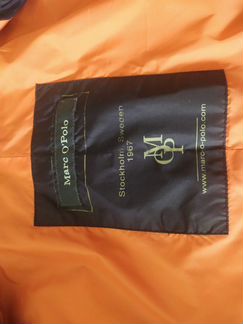 Marc O'Polo
Stockholm, Sweden
1967
MOP
www.marc-o-polo.com